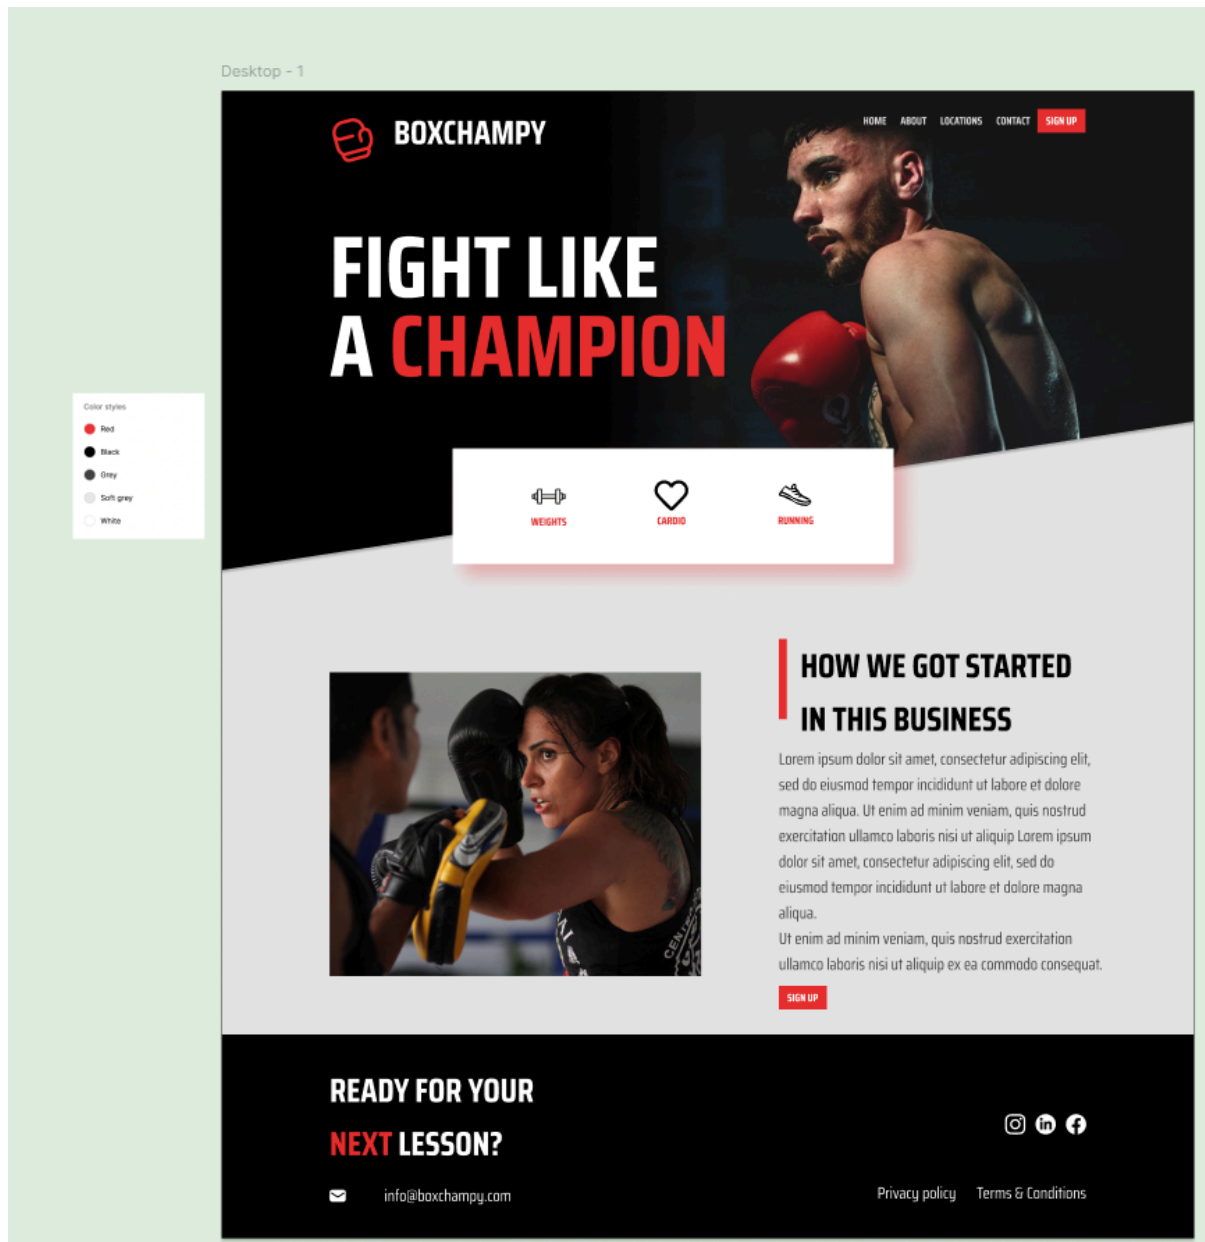 Desktop - 1
BOXCHAMPY
HOME ABOUT LOCATIONS CONTACT SIGN UP
FIGHT LIKE
A CHAMPION
Color styles
Red
Black
Grey
Soft grey
White
WEIGHTS CARDIO RUNNING
HOW WE GOT STARTED
IN THIS BUSINESS
Lorem ipsum dolor sit amet, consectetur adipiscing elit,
sed do eiusmod tempor incididunt ut labore et dolore
magna aliqua. Ut enim ad minim veniam, quis nostrud
exercitation ullamco laboris nisi ut aliquip Lorem ipsum
dolor sit amet, consectetur adipiscing elit, sed do
eiusmod tempor incididunt ut labore et dolore magna
aliqua.
Ut enim ad minim veniam, quis nostrud exercitation
ullamco laboris nisi ut aliquip ex ea commodo consequat.
SIGN UP
READY FOR YOUR
NEXT LESSON?
info@boxchampy.com
Privacy policy Terms & Conditions